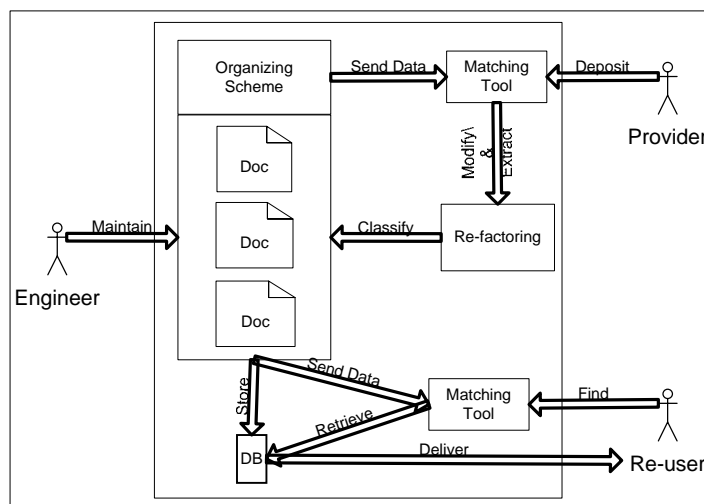 Organizing
Scheme
Send Data
Matching
Tool
Deposit
Provider
Modify\
&
Extract
Doc
Doc
Doc
Maintain
Engineer
Classify
Re-factoring
Send Data
Store
Retrieve
Matching
Tool
Find
DB
Deliver
Re-user